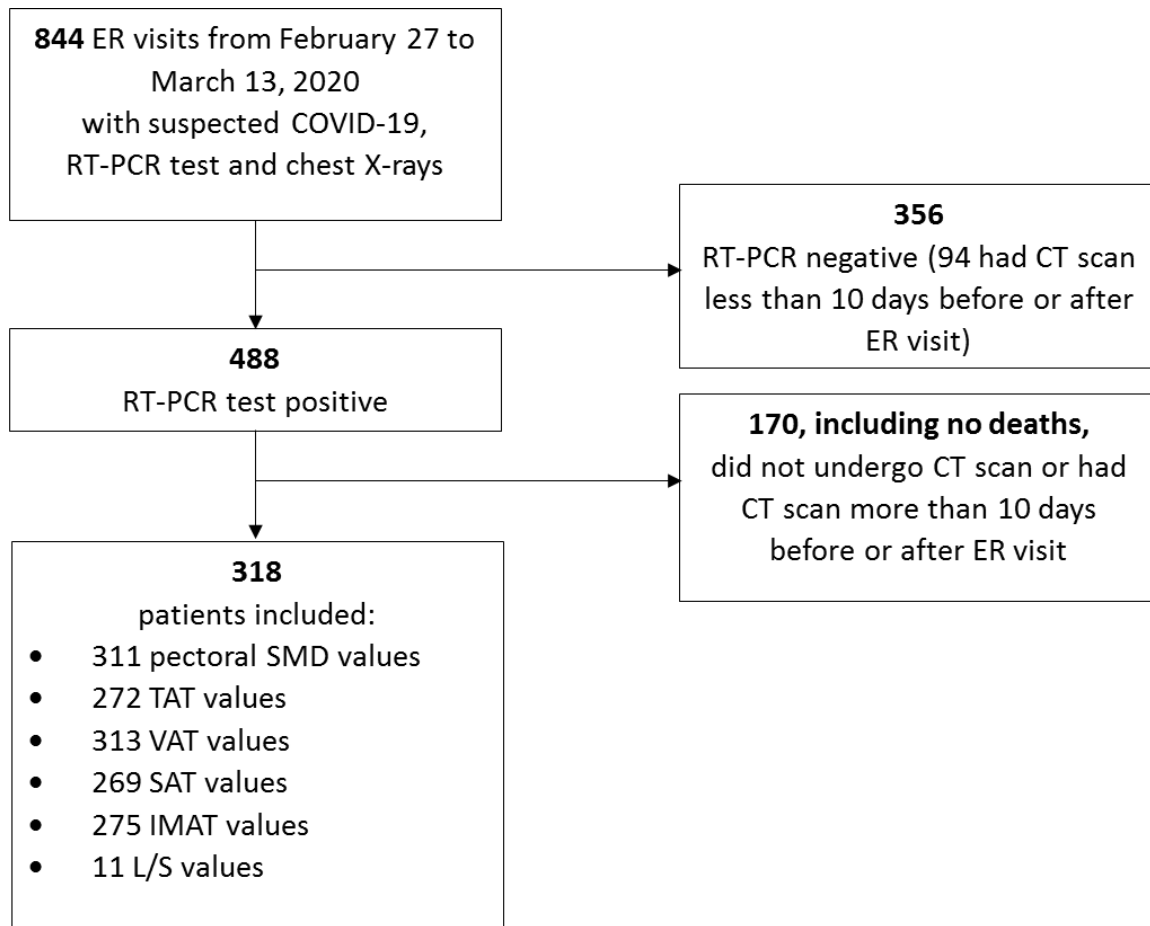 844 ER visits from February 27 to
March 13, 2020
with suspected COVID-19,
RT-PCR test and chest X-rays
356
RT-PCR negative (94 had CT scan
less than 10 days before or after
ER visit)
488
RT-PCR test positive
170, including no deaths,
did not undergo CT scan or had
CT scan more than 10 days
before or after ER visit
318
patients included:
• 311 pectoral SMD values
• 272 TAT values
• 313 VAT values
• 269 SAT values
• 275 IMAT values
• 11 L/S values